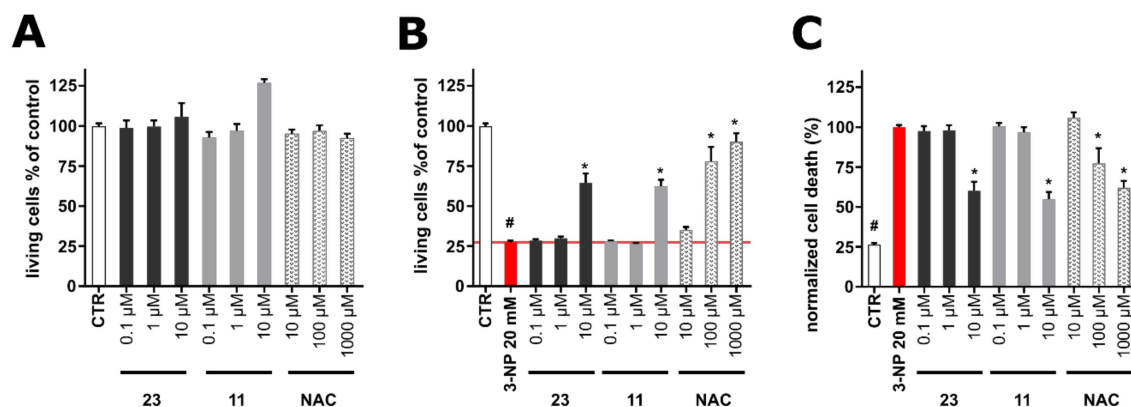 A
living cells % of control
125
100
75
50
25
0
CTR
0.1 µM
1 µM
10 µM
0.1 µM
1 µM
10 µM
10 µM
100 µM
1000 µM
23
11
NAC
B
living cells %of control
125
100
75
50
25
0
#
*
*
*
*
CTR
3-NP 20 mM
0.1 µM
1 µM
10 µM
0.1 µM
1 µM
10 µM
10 µM
100 µM
1000 µM
23
11
NAC
C
normalized cell death (%)
125
100
75
50
25
0
#
*
*
*
*
CTR
3-NP 20 mM
0.1 µM
1 µM
10 µM
0.1 µM
1 µM
10 µM
10 µM
100 µM
1000 µM
23
11
NAC